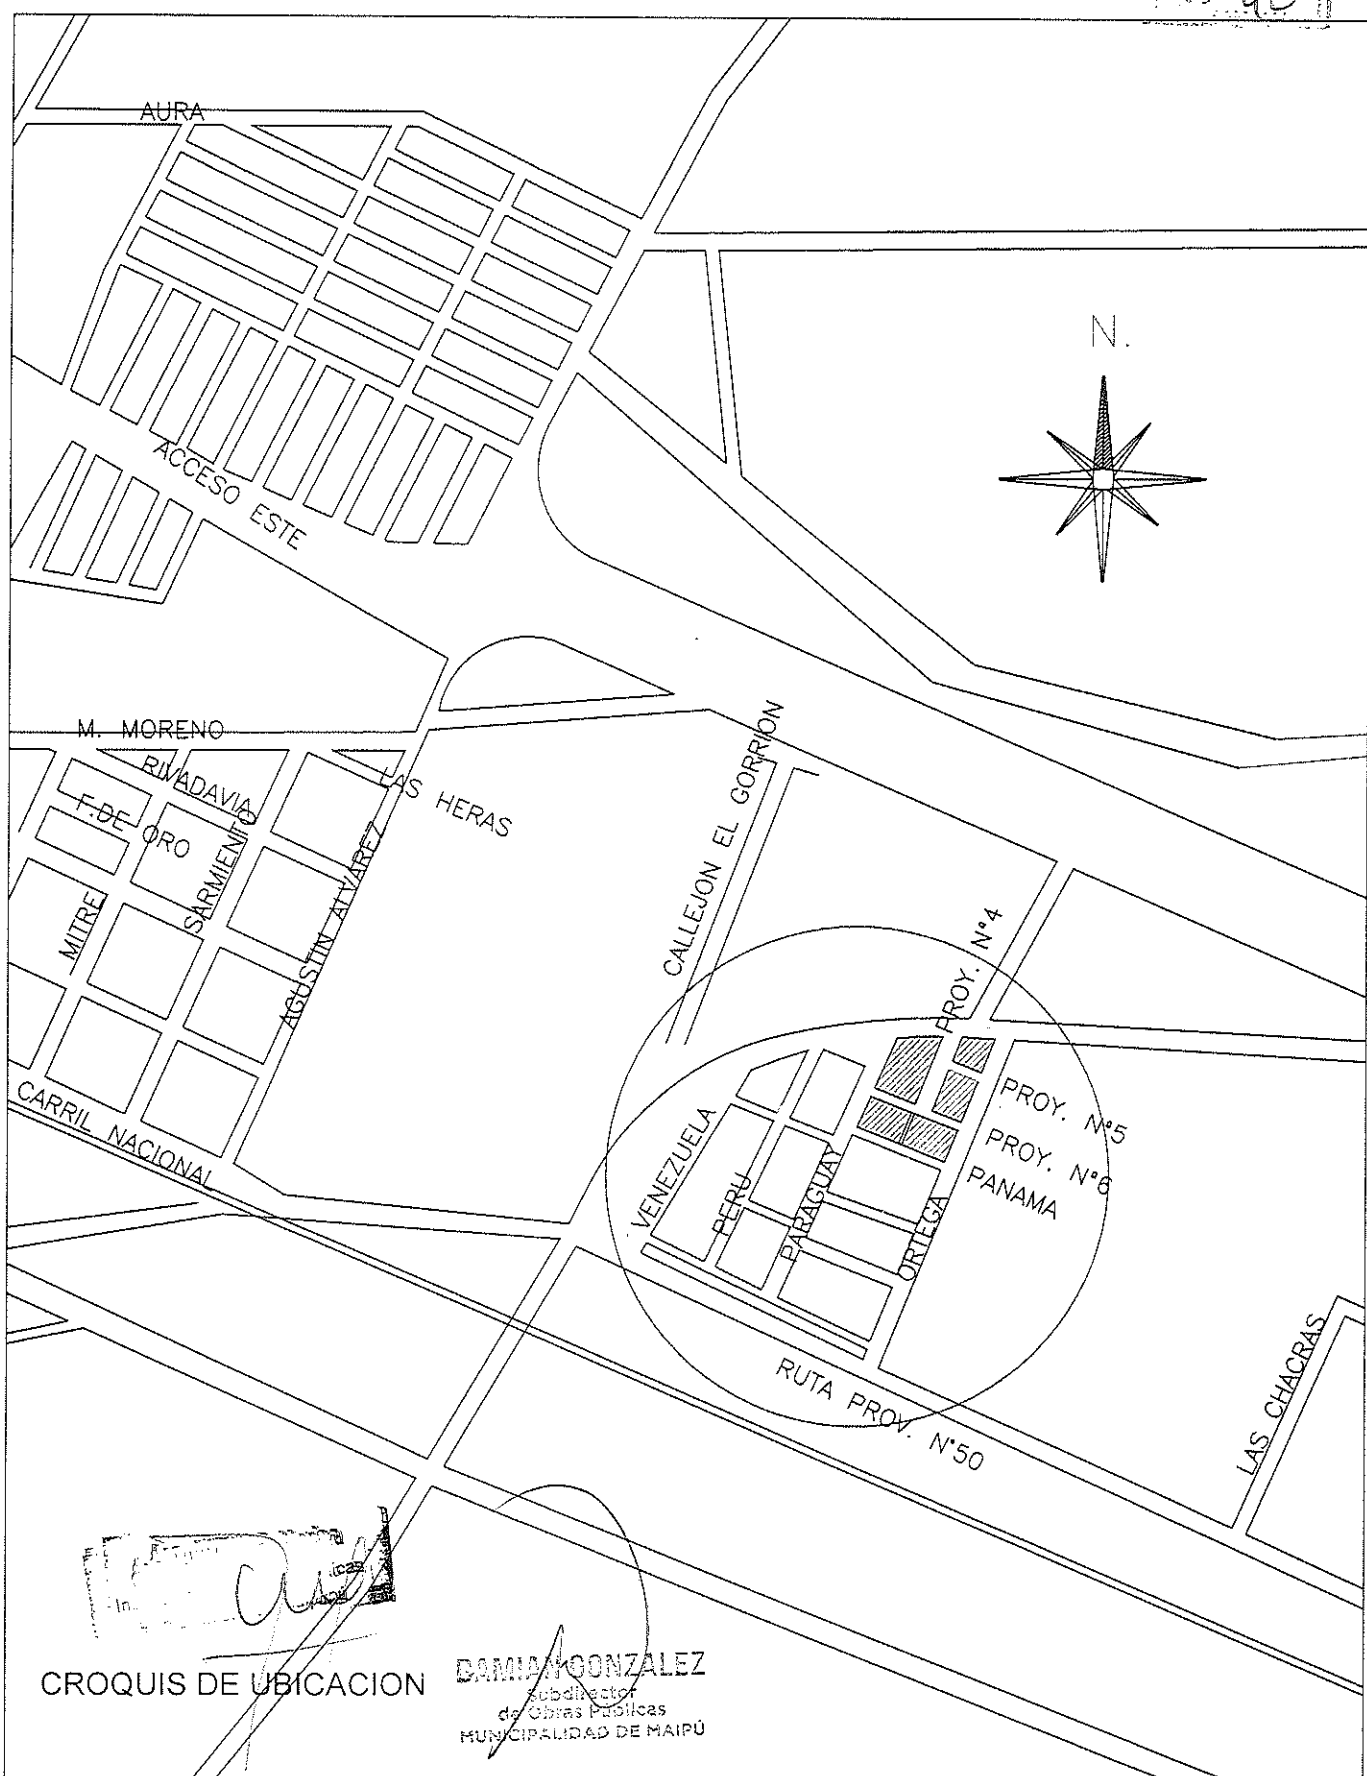 AURA
N.
ACCESO ESTE
M. MORENO
RIVADAVIA
LAS HERAS
F.DE ORO
SARMIENTO
MITRE
AGUSTIN ALVAREZ
CALLEJON EL GORRION
PROY. N°4
CARRIL NACIONAL
PROY. N°5
PROY. N°6
PANAMA
VENEZUELA
PERU
PARAGUAY
ORTEGA
RUTA PROV. N°50
LAS CHACRAS
CROQUIS DE UBICACION
DAMIAN GONZALEZ
Subdirector
de Obras Públicas
MUNICIPALIDAD DE MAIPÚ